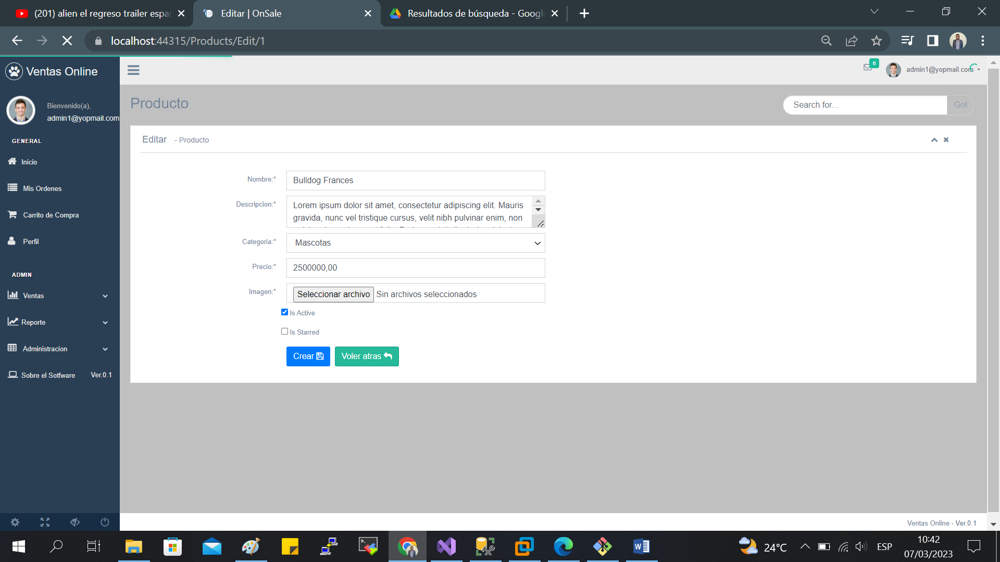 (201) alien el regreso trailer espa
Editar | OnSale
Resultados de búsqueda - Googl
localhost:44315/Products/Edit/1
Ventas Online
6
admin1@yopmail.com
Bienvenido(a),
admin1@yopmail.com
Producto
Search for...
Go!
GENERAL
Inicio
Mis Ordenes
Carrito de Compra
Perfil
ADMIN
Ventas
Reporte
Administracion
Sobre el Sotfware Ver.0.1
Editar - Producto
Nombre:* Bulldog Frances
Descripcion:* Lorem ipsum dolor sit amet, consectetur adipiscing elit. Mauris
gravida, nunc vel tristique cursus, velit nibh pulvinar enim, non
Categoria:* Mascotas
Precio:* 2500000,00
Imagen:* Seleccionar archivo Sin archivos seleccionados
Is Active
Is Starred
Crear
Voler atras
Ventas Online - Ver.0.1
24°C
ESP
10:42
07/03/2023